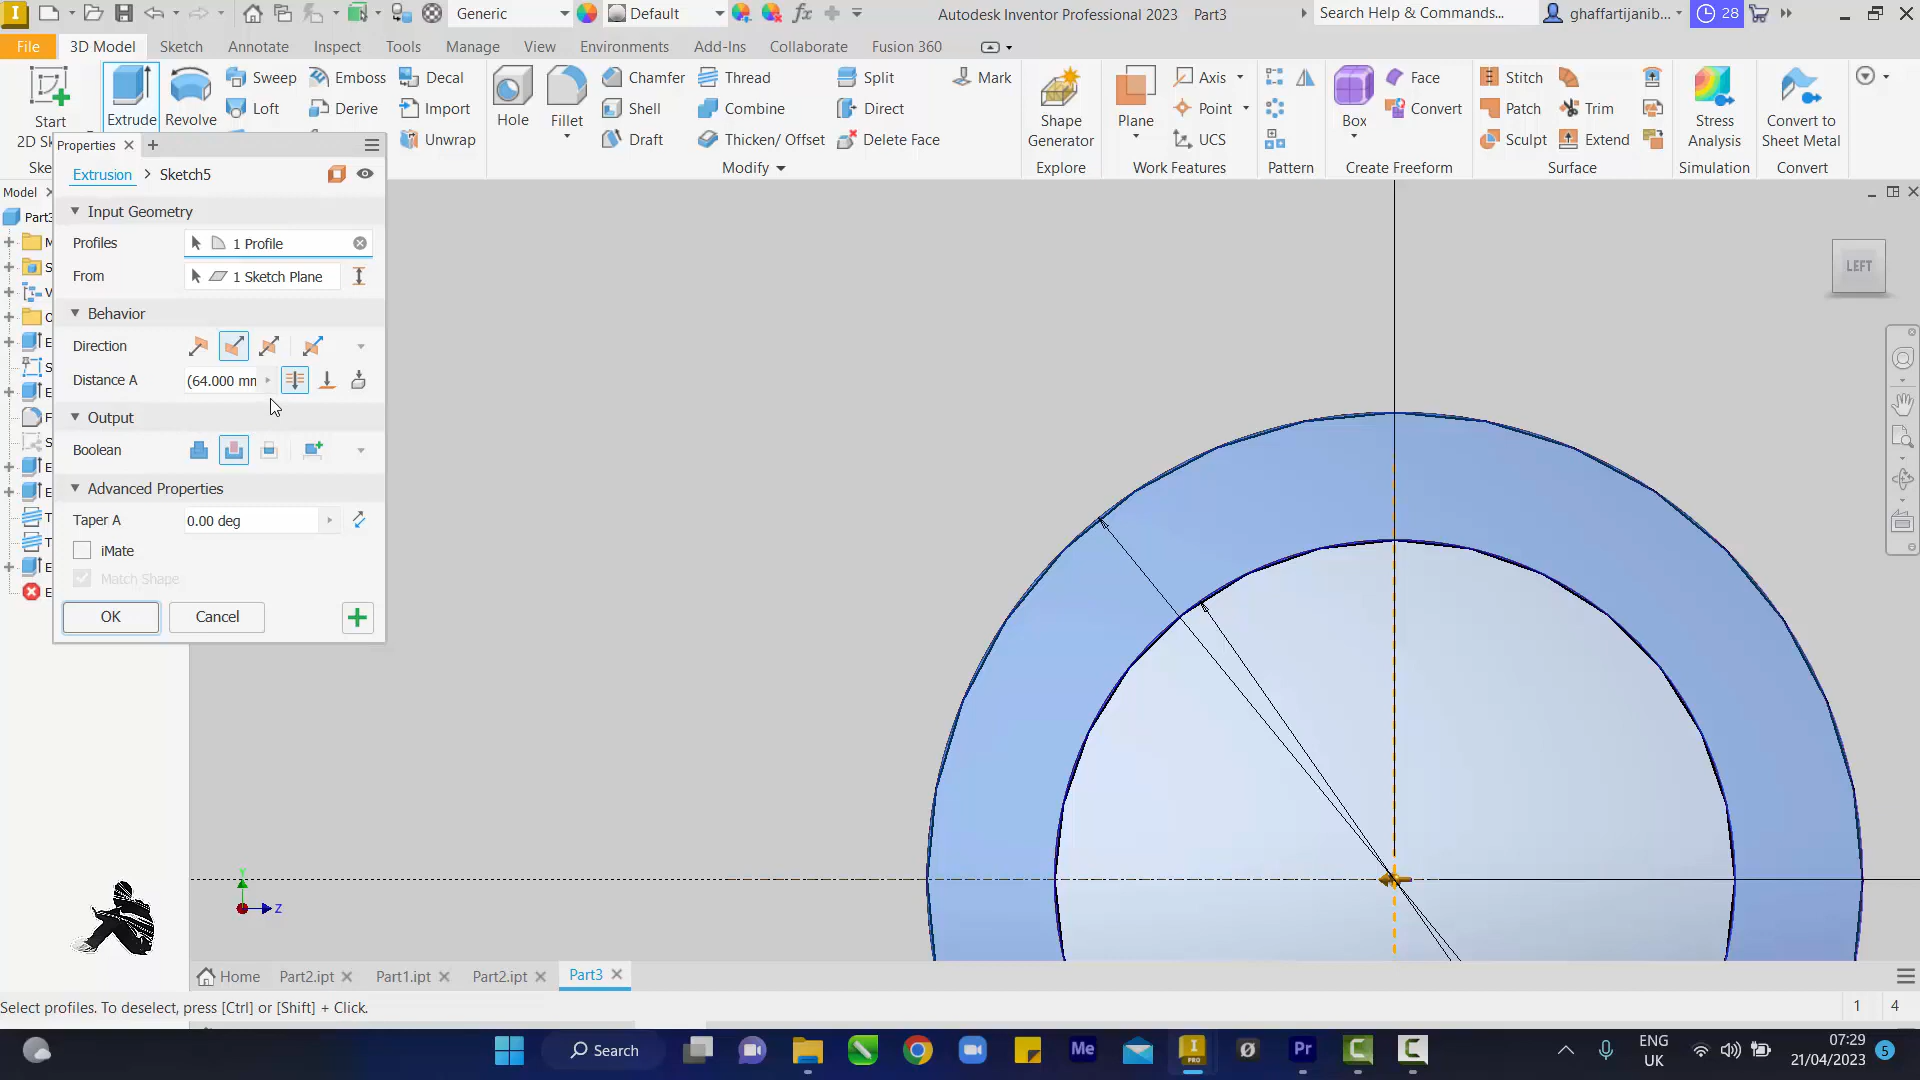 Generic
Default
Autodesk Inventor Professional 2023 Part3
Search Help & Commands...
ghaffartijanib...
28
File 3D Model Sketch Annotate Inspect Tools Manage View Environments Add-Ins Collaborate Fusion 360
Start
2D S
Ske
Extrude
Revolve
Sweep
Loft
Emboss
Derive
Decal
Import
Unwrap
Hole
Fillet
Chamfer
Shell
Draft
Thread
Combine
Thicken/ Offset
Split
Direct
Delete Face
Modify
Mark
Shape
Generator
Explore
Plane
Axis
Point
UCS
Work Features
Pattern
Box
Face
Convert
Create Freeform
Stitch
Patch
Sculpt
Trim
Extend
Surface
Stress
Analysis
Simulation
Convert to
Sheet Metal
Convert
Properties
Extrusion > Sketch5
Input Geometry
Profiles 1 Profile
From 1 Sketch Plane
Behavior
Direction
Distance A (64.000 mm
Output
Boolean
Advanced Properties
Taper A 0.00 deg
iMate
Match Shape
OK Cancel
Model
Part3
LEFT
Y
Z
Home Part2.ipt Part1.ipt Part2.ipt Part3
Select profiles. To deselect, press [Ctrl] or [Shift] + Click.
1 4
Search
Me
PRO
Pr
ENG
UK
07:29
21/04/2023
5